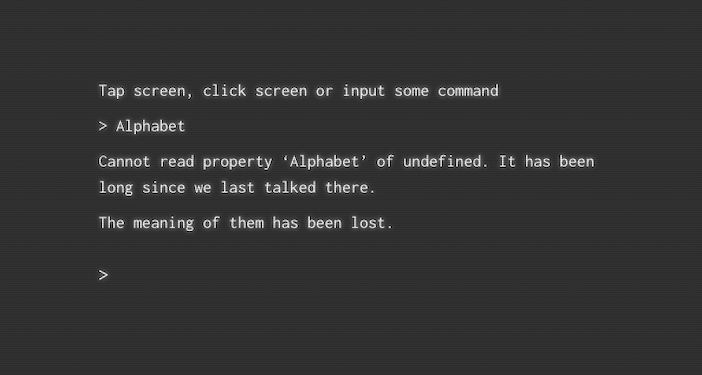 Tap screen, click screen or input some command
> Alphabet
Cannot read property ‘Alphabet’ of undefined. It has been
long since we last talked there.
The meaning of them has been lost.
>